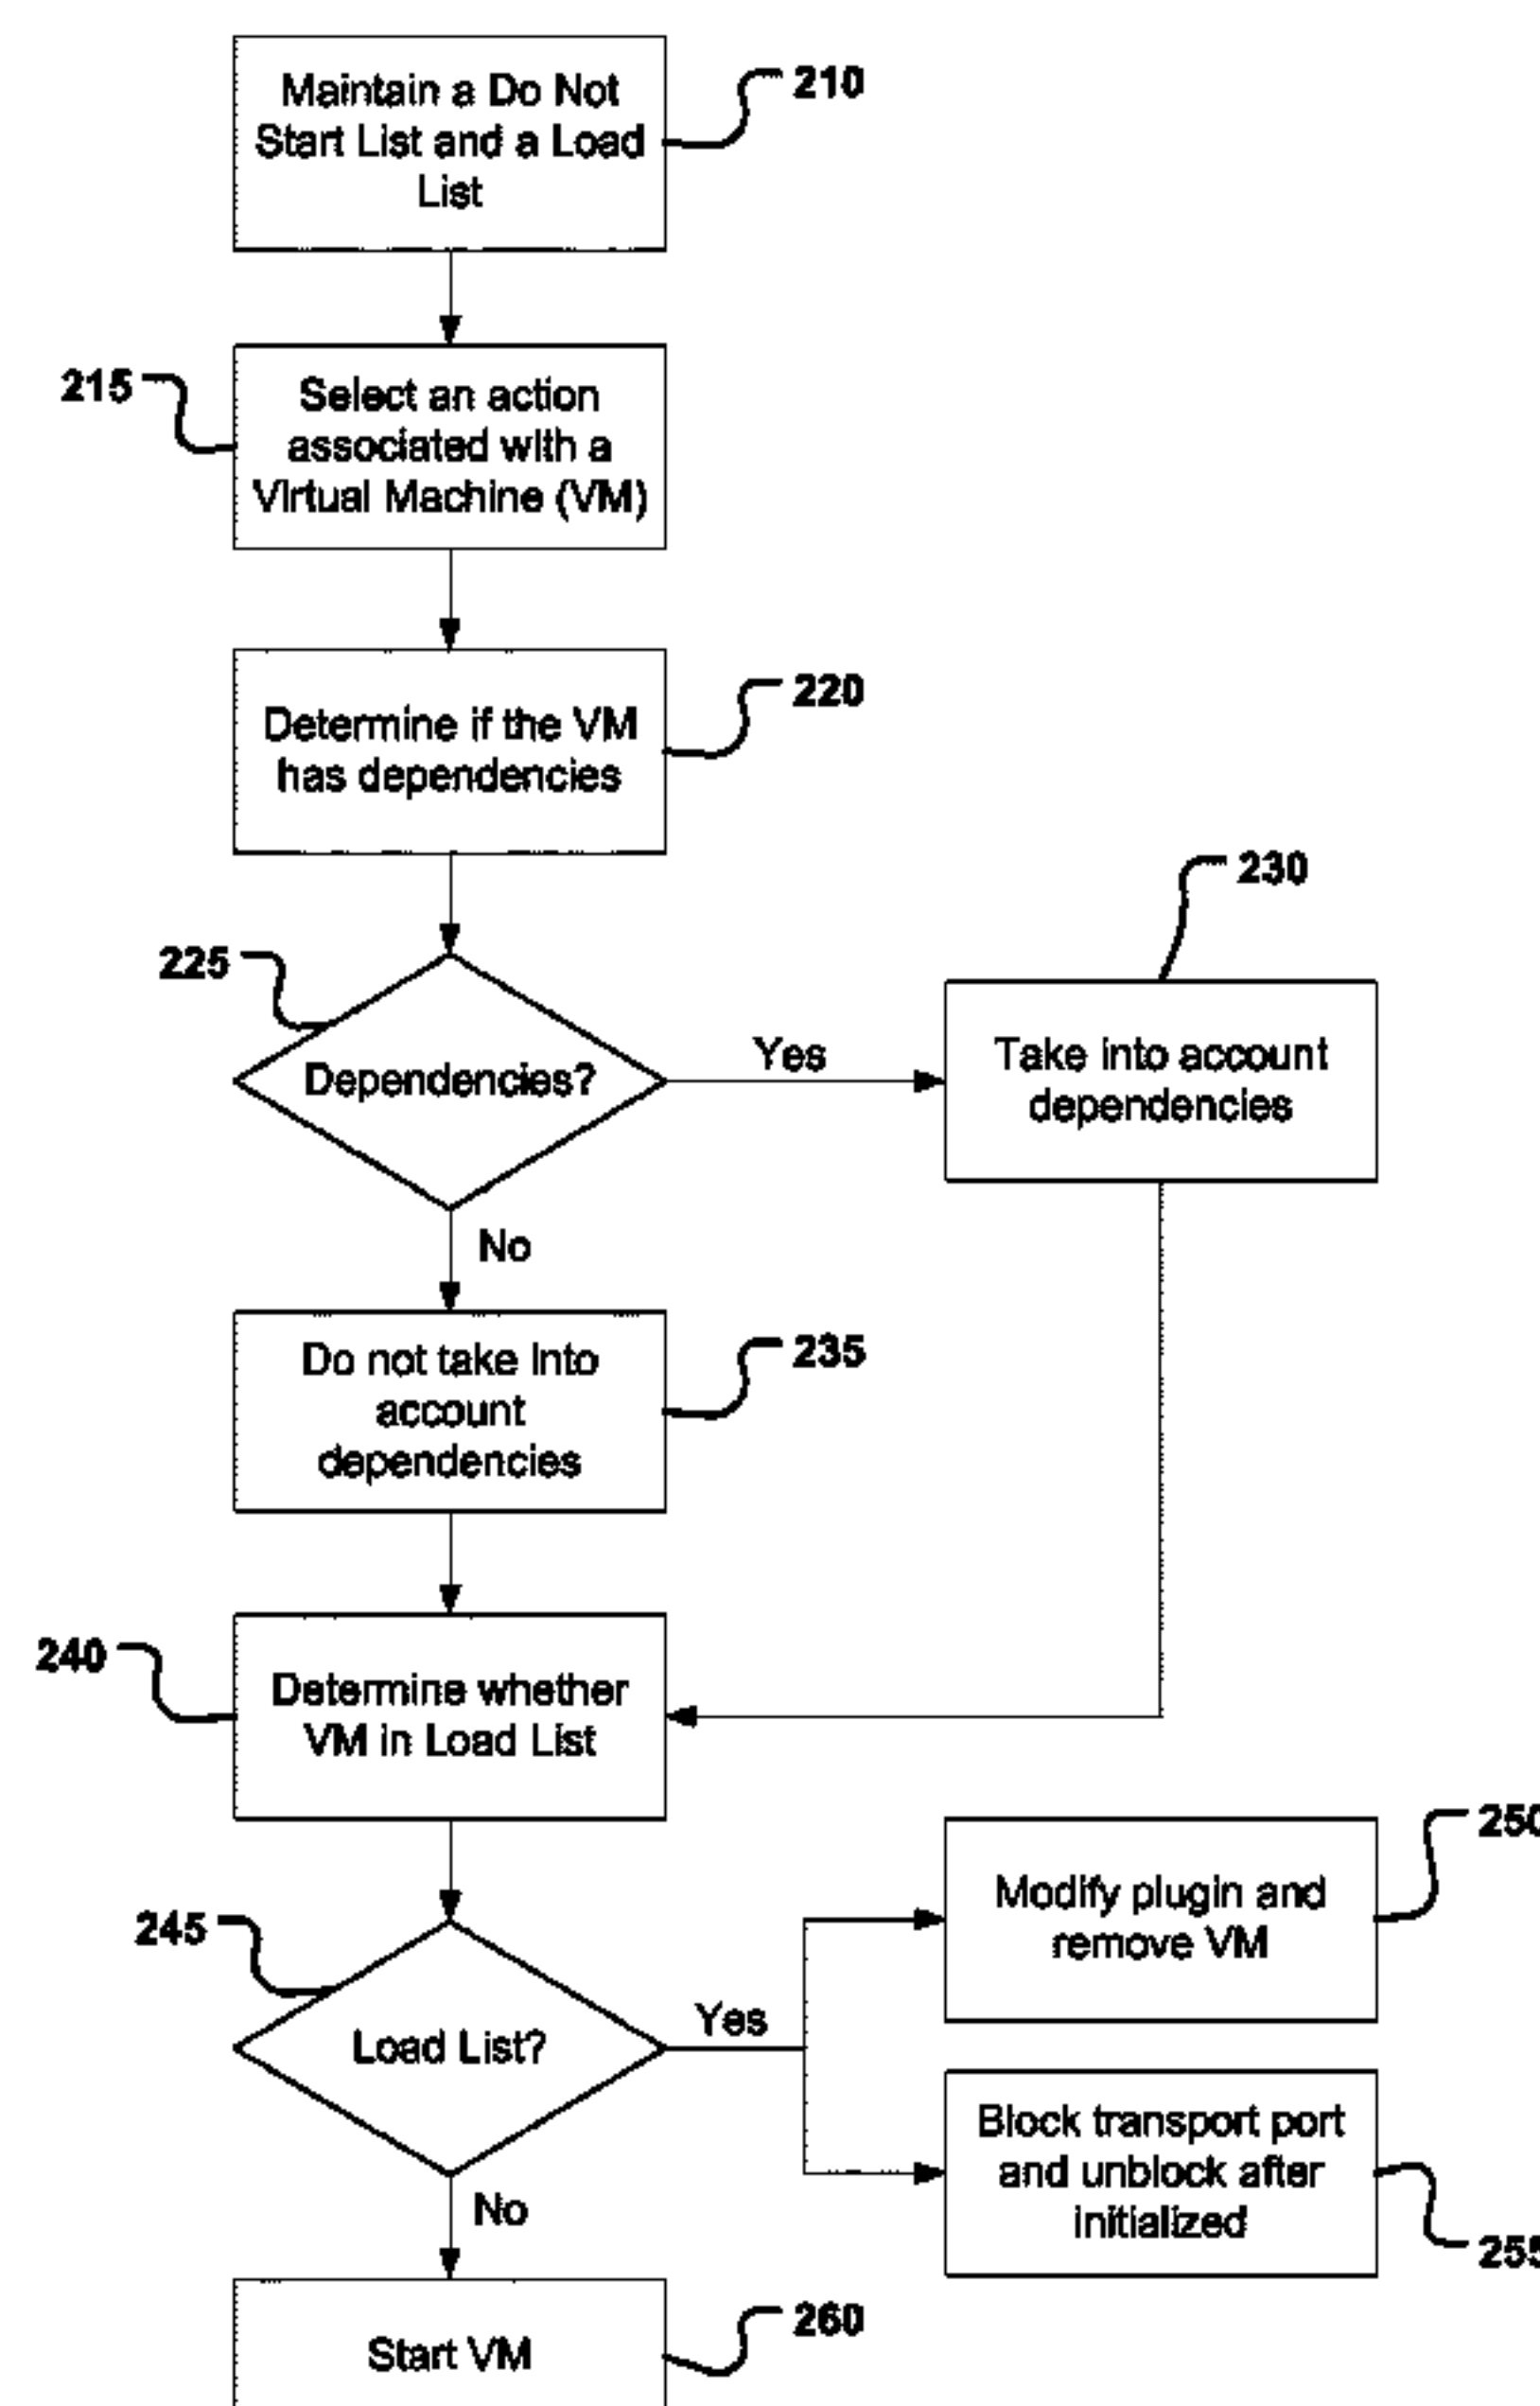 Maintain a Do Not
Start List and a Load
List
210
215
Select an action
associated with a
Virtual Machine (VM)
Determine if the VM
has dependencies
220
230
225
Dependencies?
Yes
Take into account
dependencies
No
Do not take into
account
dependencies
235
240
Determine whether
VM in Load List
250
Modify plugin and
remove VM
245
Load List?
Yes
Block transport port
and unblock after
initialized
255
No
Start VM
260